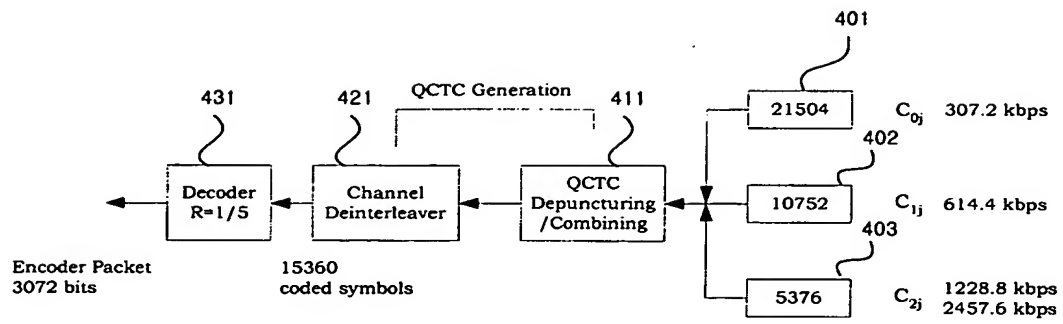 401
QCTC Generation
431
421
411
21504
C0j 307.2 kbps
402
Decoder
R=1/5
Channel
Deinterleaver
QCTC
Depuncturing
/Combining
10752
C1j 614.4 kbps
403
Encoder Packet
3072 bits
15360
coded symbols
5376
C2j 1228.8 kbps
2457.6 kbps